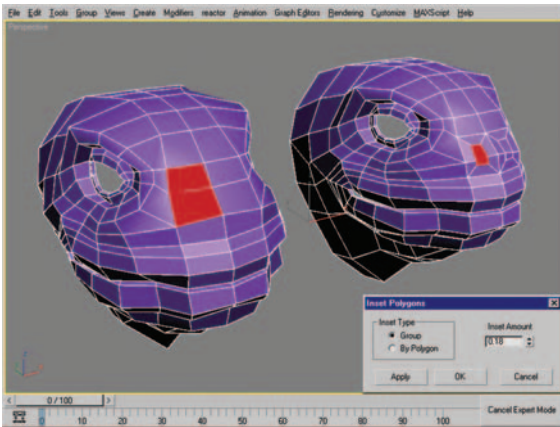 File Edit Tools Group Views Create Modifiers reactor Animation Graph Editors Rendering Customize MAXScript Help
Perspective
Inset Polygons
Inset Type
Group
By Polygon
Inset Amount
0.18
Apply OK Cancel
0 / 100
0 10 20 30 40 50 60 70 80 90 100
Cancel Expert Mode